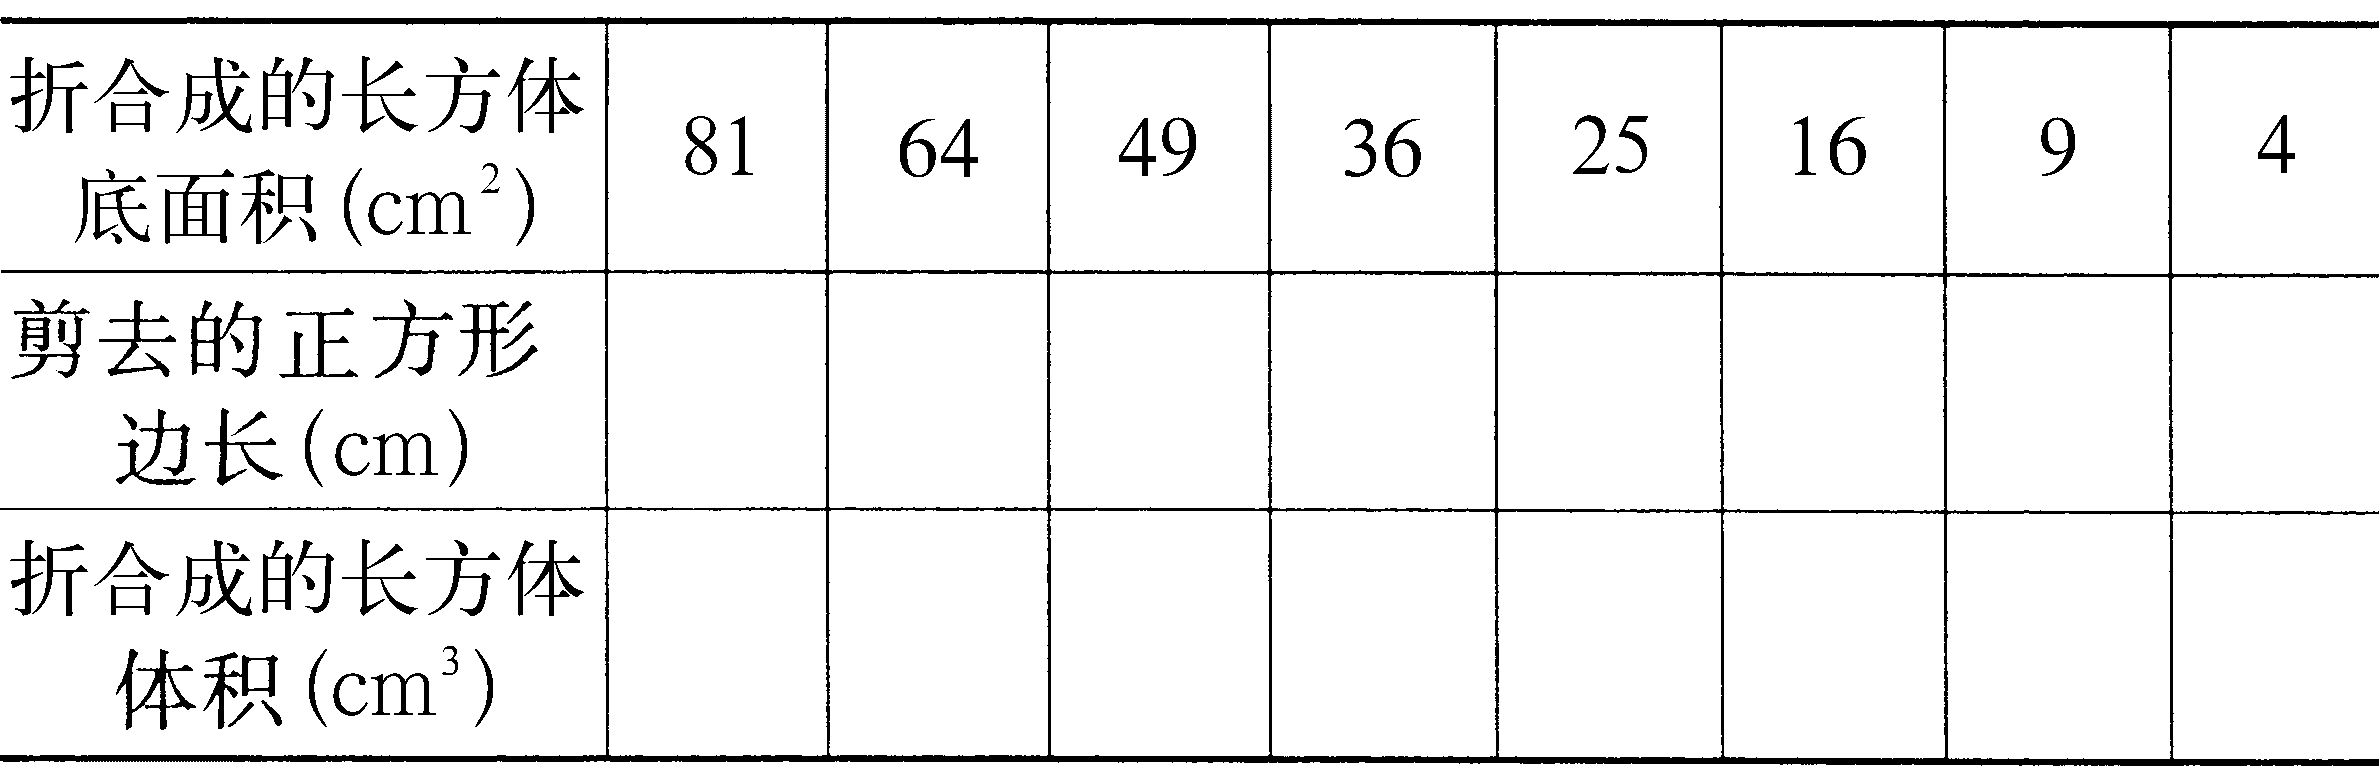 折合成的长方体
底面积(cm²)
81 64 49 36 25 16 9 4
剪去的正方形
边长(cm)
折合成的长方体
体积(cm³)